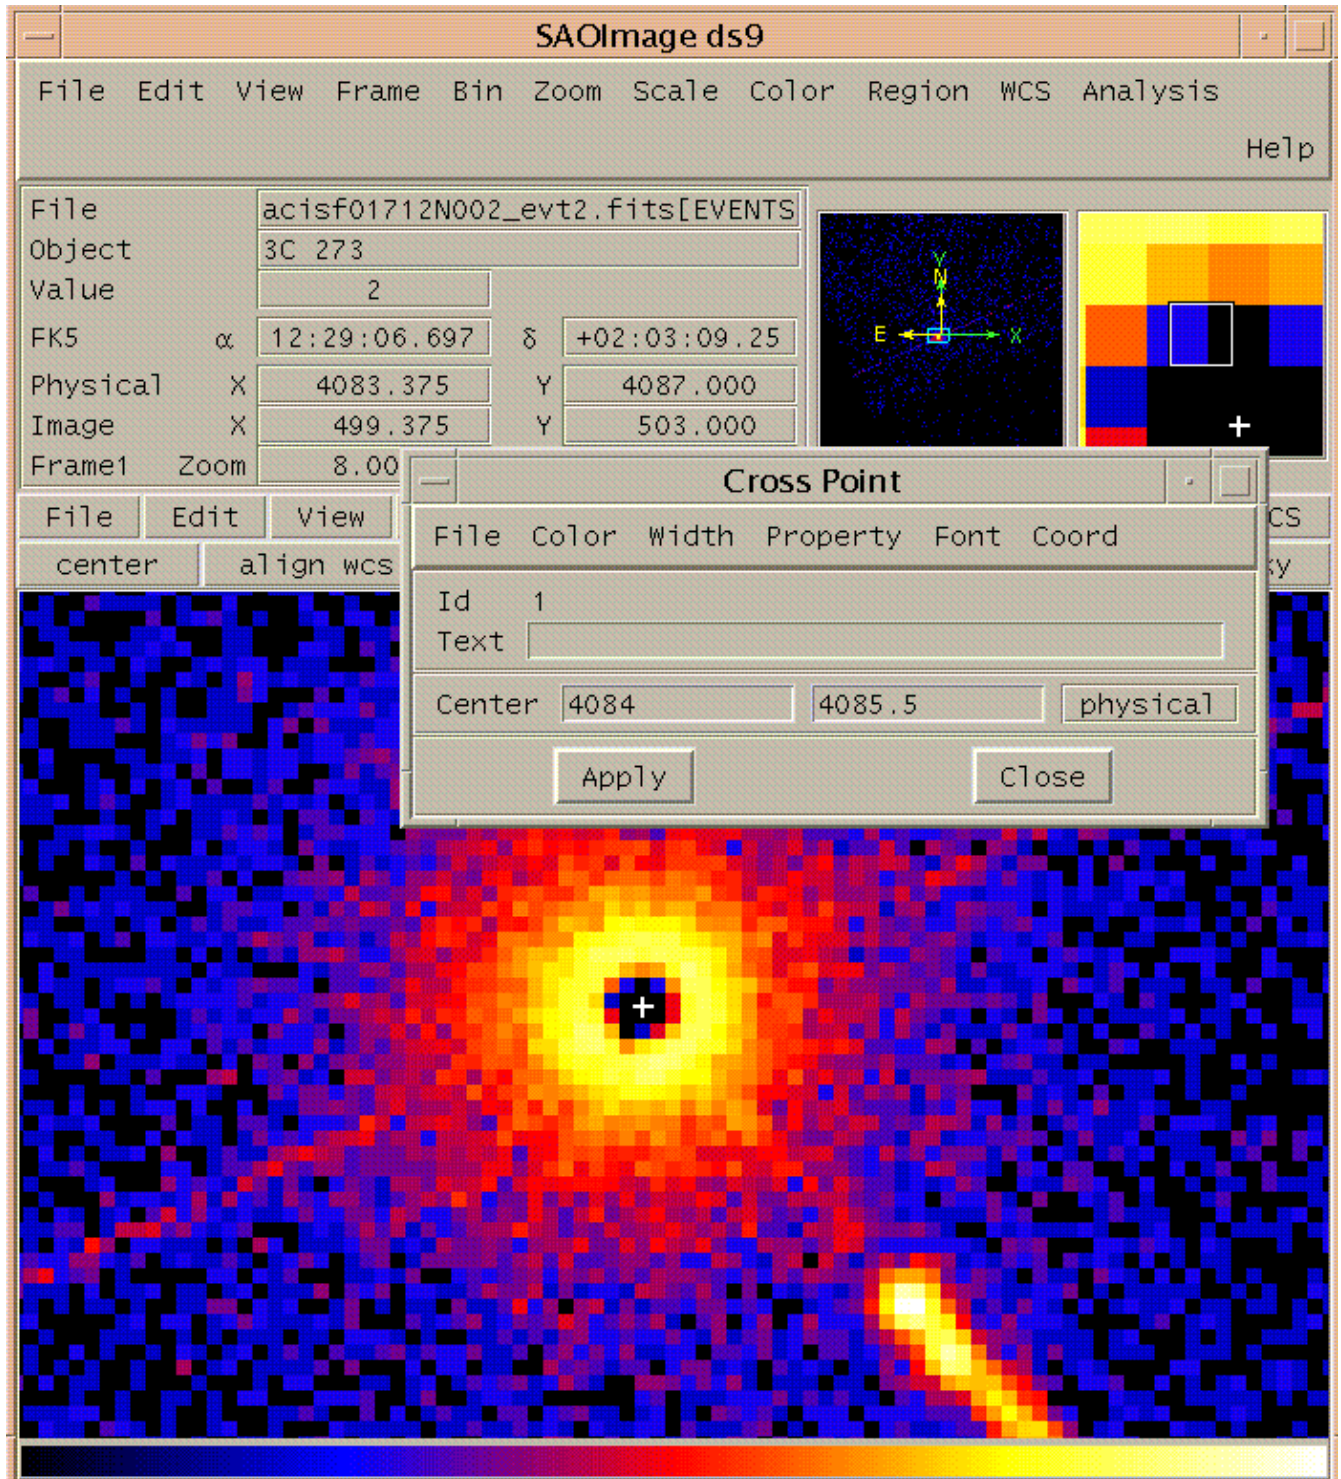 SAOImage ds9
File Edit View Frame Bin Zoom Scale Color Region WCS Analysis
Help
File acisf01712N002_evt2.fits[EVENTS
Object 3C 273
Value 2
FK5 α 12:29:06.697 δ +02:03:09.25
Physical X 4083.375 Y 4087.000
Image X 499.375 Y 503.000
Frame1 Zoom 8.00
Y
N
E X
File Edit View CS
center align wcs
Cross Point
File Color Width Property Font Coord
Id 1
Text
Center 4084 4085.5 physical
Apply Close